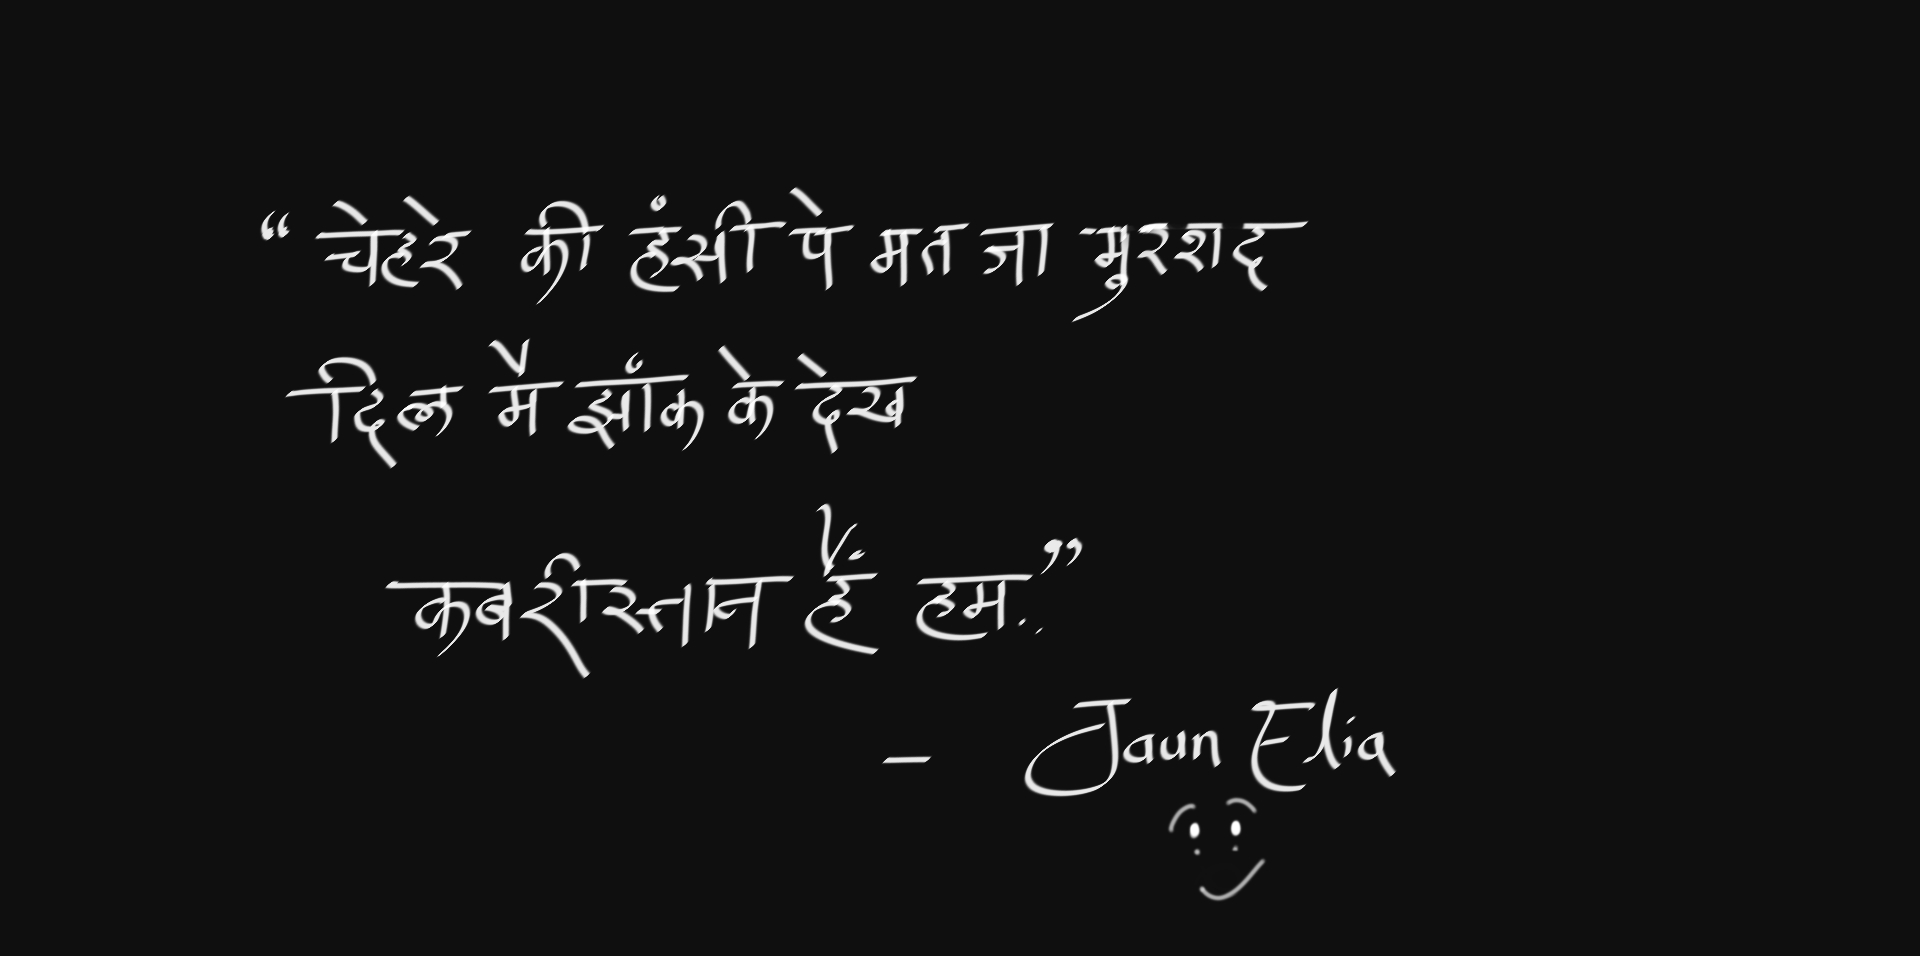 “ चेहरे की हंसी पे मत जा मुरशद
दिल मै झांक के देख
कबरीस्तान हैं हम..”
– Jaun Elia